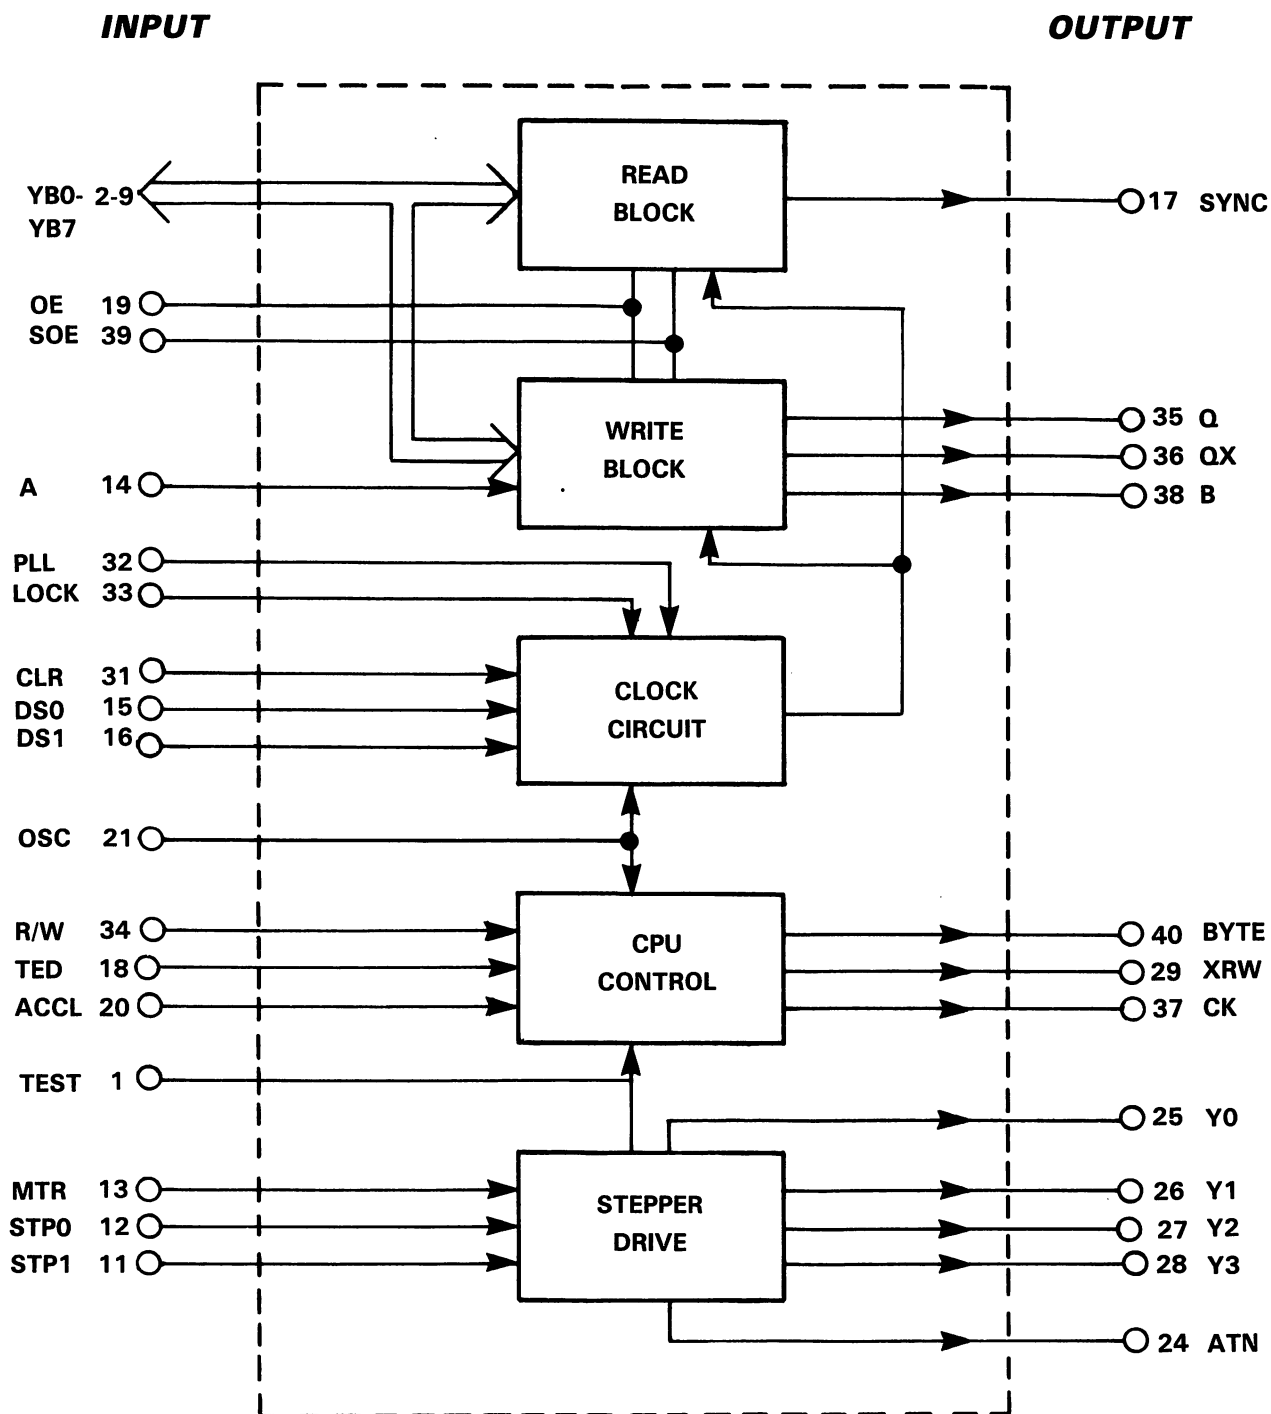 INPUT
OUTPUT
READ
BLOCK
YB0- 2-9
YB7
17 SYNC
OE 19
SOE 39
WRITE
BLOCK
35 Q
36 QX
38 B
A 14
PLL 32
LOCK 33
CLR 31
DS0 15
DS1 16
CLOCK
CIRCUIT
OSC 21
R/W 34
TED 18
ACCL 20
CPU
CONTROL
40 BYTE
29 XRW
37 CK
TEST 1
25 Y0
MTR 13
STP0 12
STP1 11
STEPPER
DRIVE
26 Y1
27 Y2
28 Y3
24 ATN